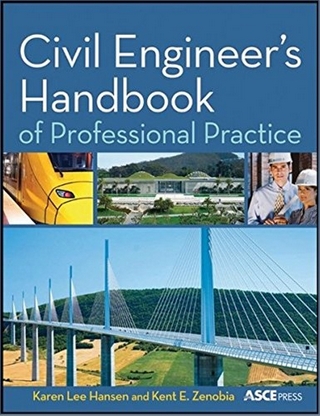 Civil Engineer's
Handbook
of Professional Practice
Karen Lee Hansen and Kent E. Zenobia
ASCE PRESS